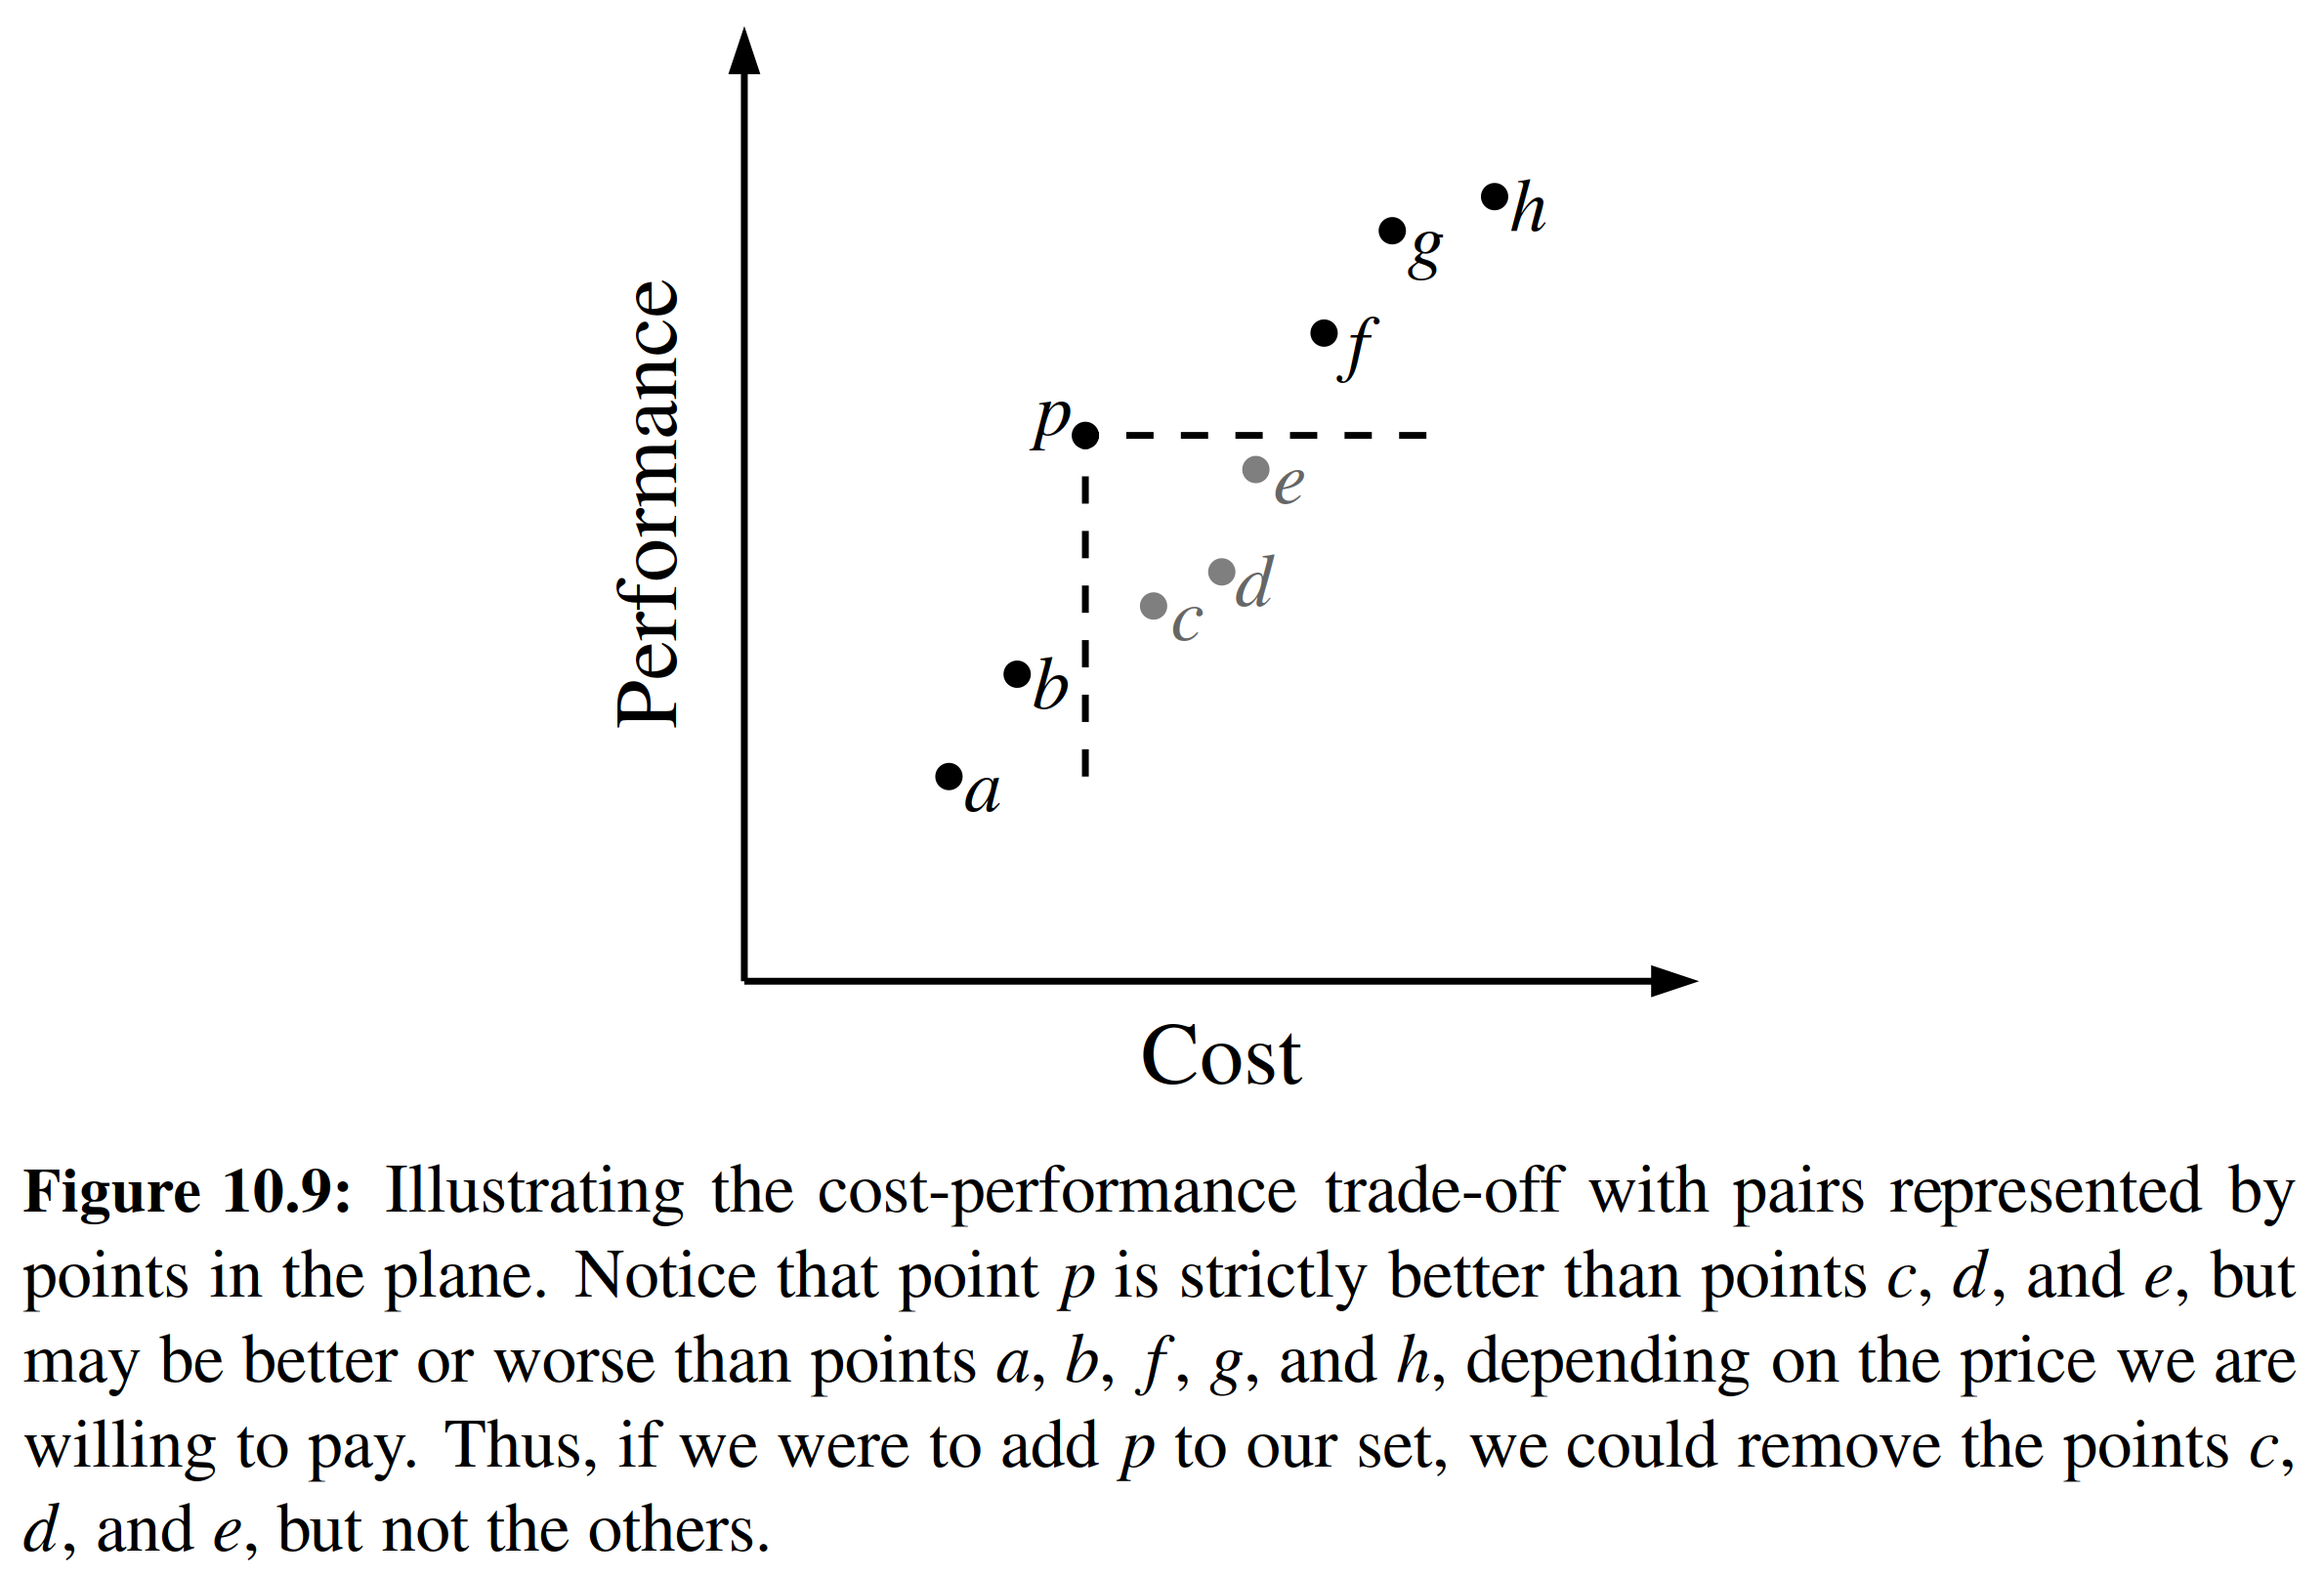 h
g
f
Performance
p
e
d
c
b
a
Cost
Figure 10.9: Illustrating the cost-performance trade-off with pairs represented by
points in the plane. Notice that point p is strictly better than points c, d, and e, but
may be better or worse than points a, b, f, g, and h, depending on the price we are
willing to pay. Thus, if we were to add p to our set, we could remove the points c,
d, and e, but not the others.